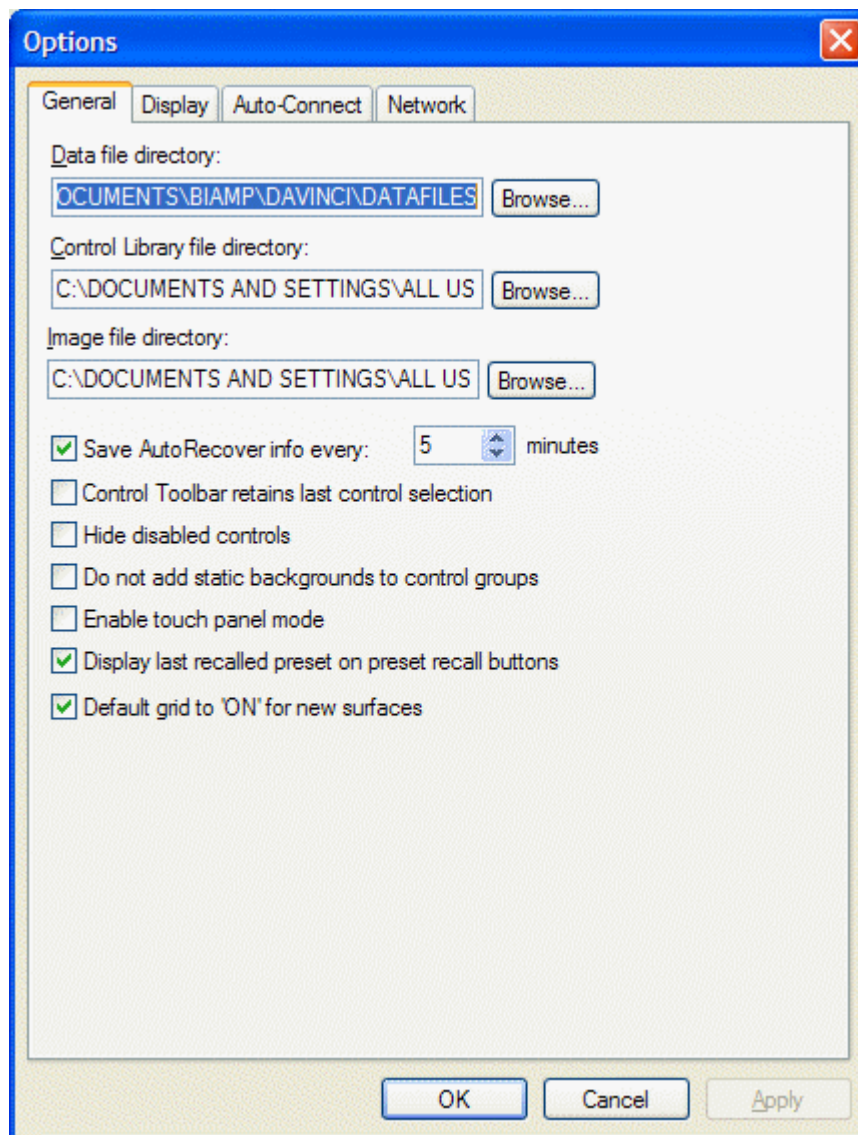 Options
General Display Auto-Connect Network
Data file directory:
OCUMENTS\BIAMP\DAVINCI\DATAFILES Browse...
Control Library file directory:
C:\DOCUMENTS AND SETTINGS\ALL US Browse...
Image file directory:
C:\DOCUMENTS AND SETTINGS\ALL US Browse...
Save AutoRecover info every: 5 minutes
Control Toolbar retains last control selection
Hide disabled controls
Do not add static backgrounds to control groups
Enable touch panel mode
Display last recalled preset on preset recall buttons
Default grid to 'ON' for new surfaces
OK Cancel Apply